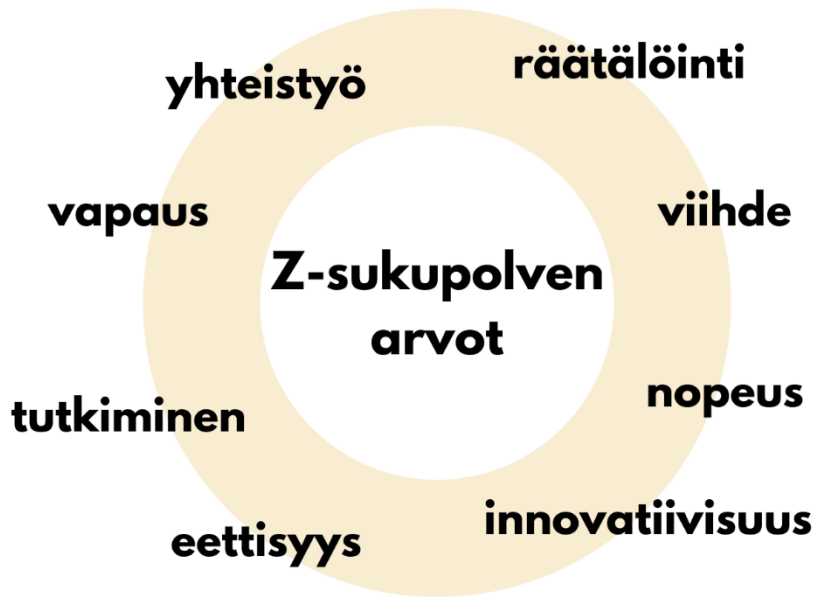 yhteistyö
räätälöinti
vapaus
viihde
Z-sukupolven
arvot
tutkiminen
nopeus
eettisyys
innovatiivisuus